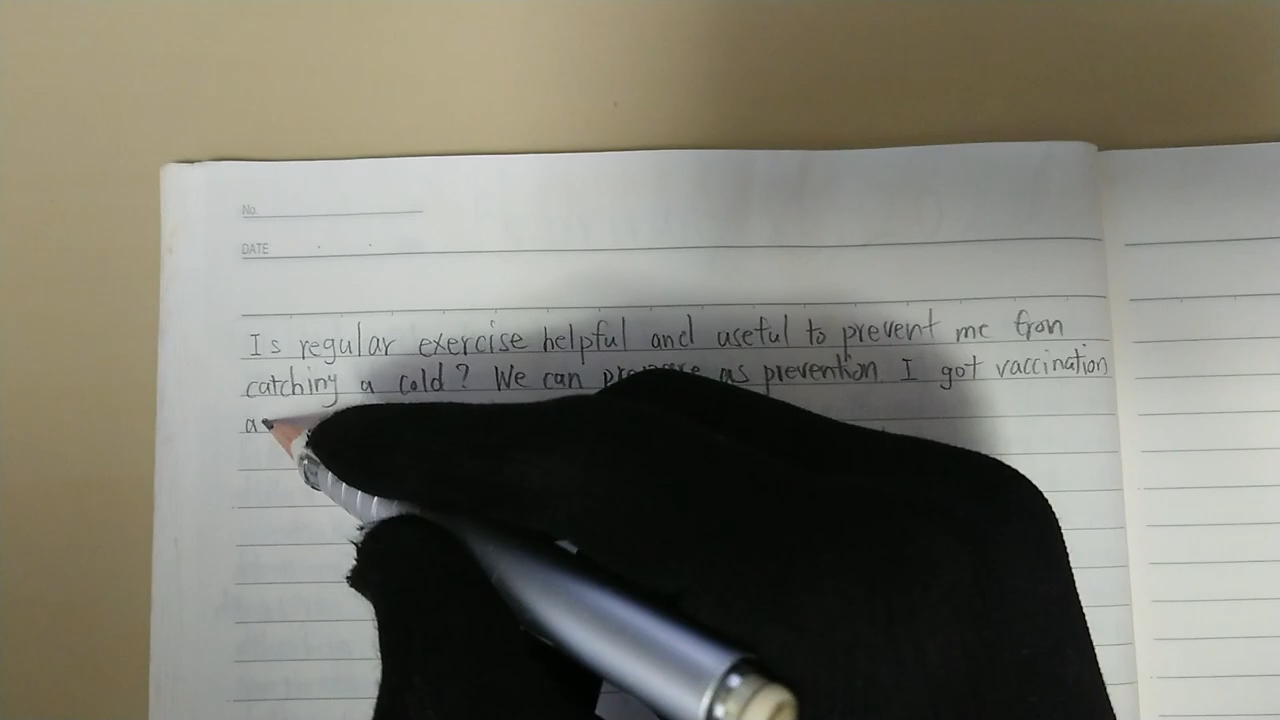 No.
DATE
Is regular exercise helpful and useful to prevent me from
catching a cold? We can prepare as prevention. I got vaccination
a